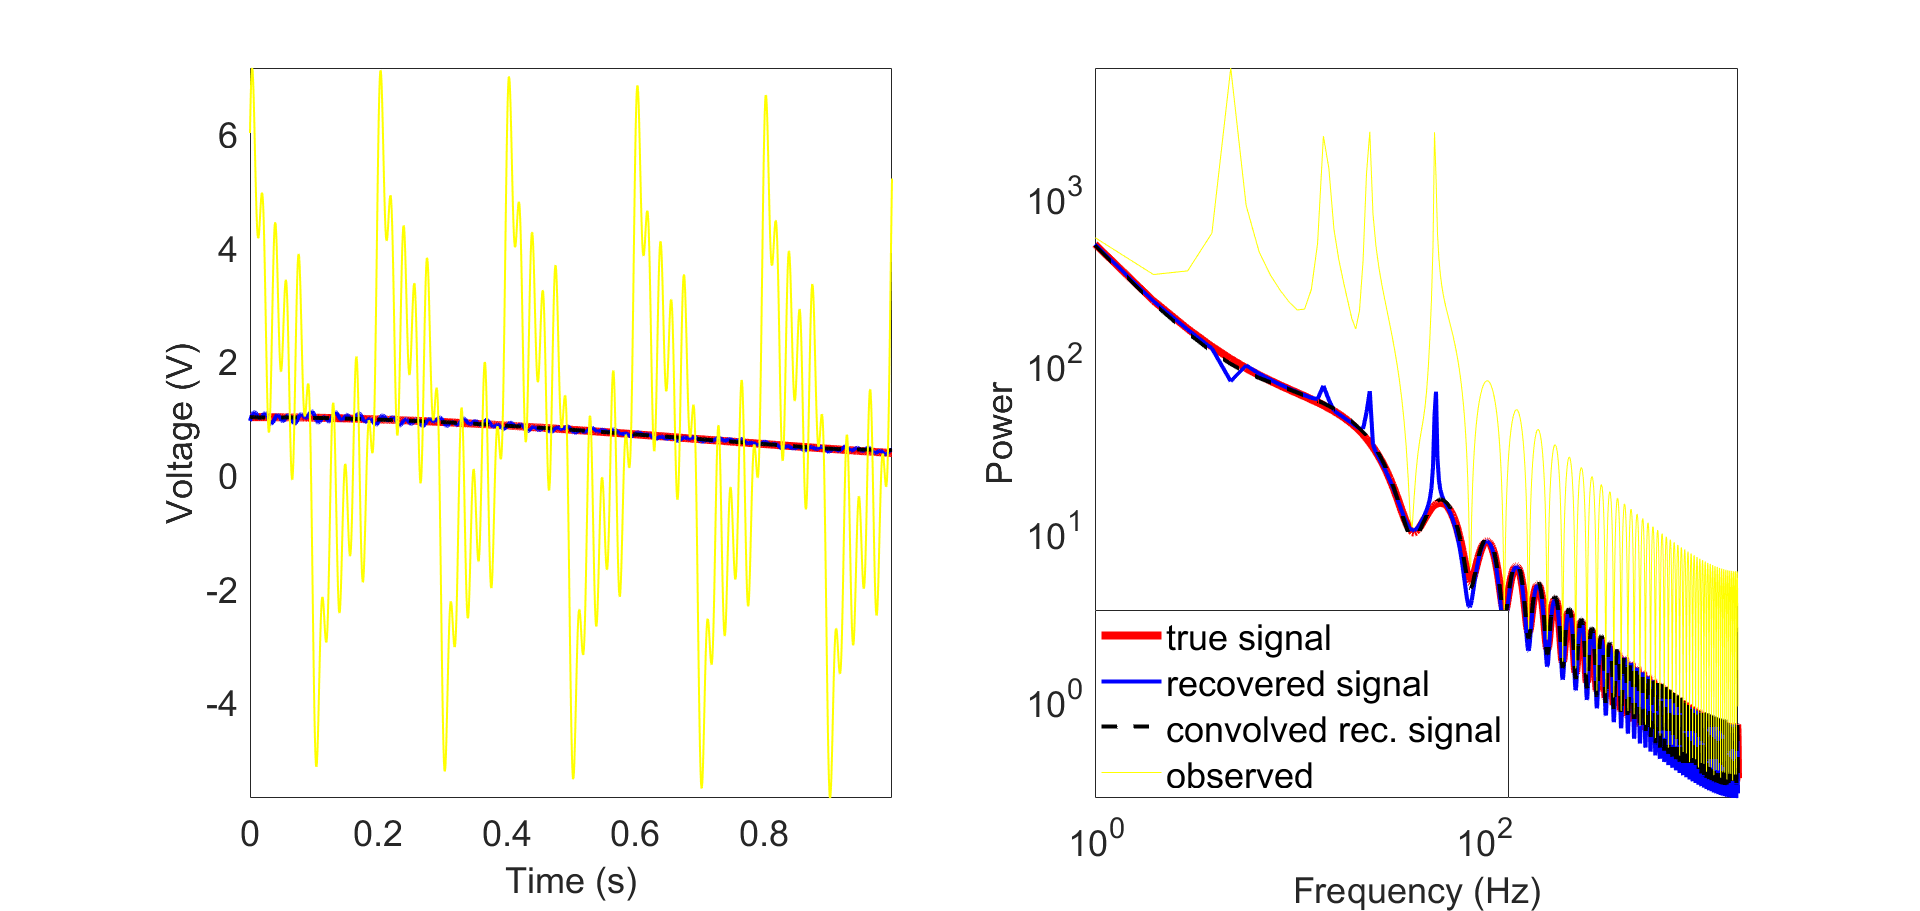 6
4
2
0
-2
-4
Voltage (V)
0 0.2 0.4 0.6 0.8
Time (s)
10^3
10^2
10^1
10^0
Power
true signal
recovered signal
convolved rec. signal
observed
10^0 10^2
Frequency (Hz)